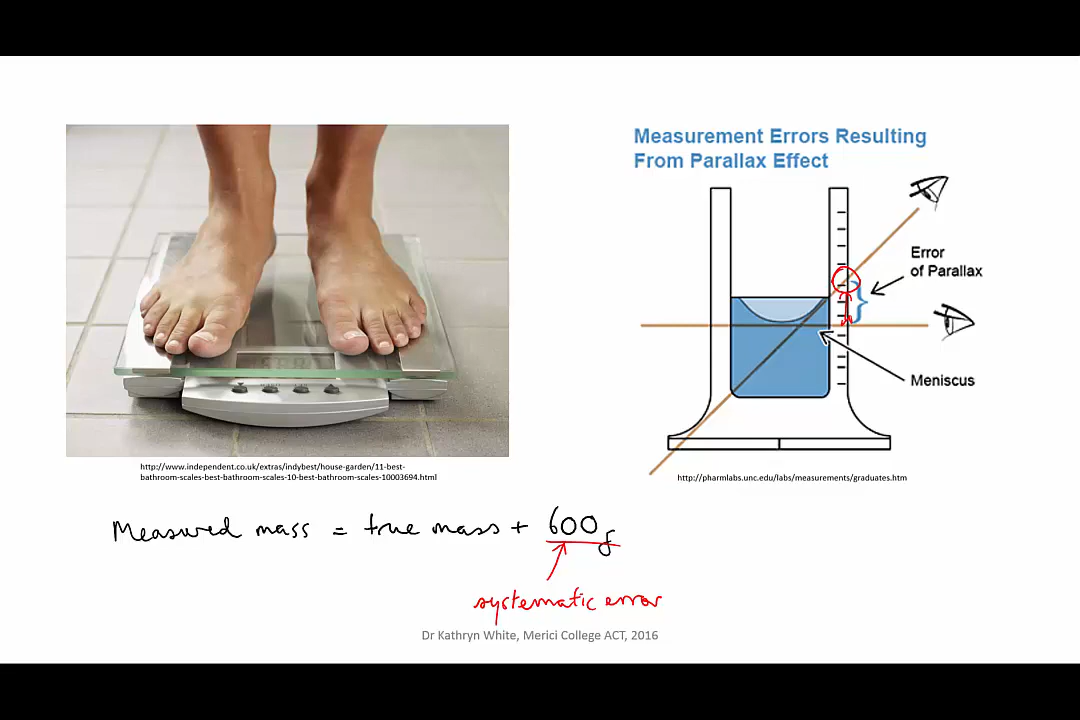 Measurement Errors Resulting
From Parallax Effect
Error
of Parallax
Meniscus
http://www.independent.co.uk/extras/indybest/house-garden/11-best-
bathroom-scales-best-bathroom-scales-10-best-bathroom-scales-10003694.html
http://pharmlabs.unc.edu/labs/measurements/graduates.htm
Measured mass = true mass + 600g
systematic error
Dr Kathryn White, Merici College ACT, 2016